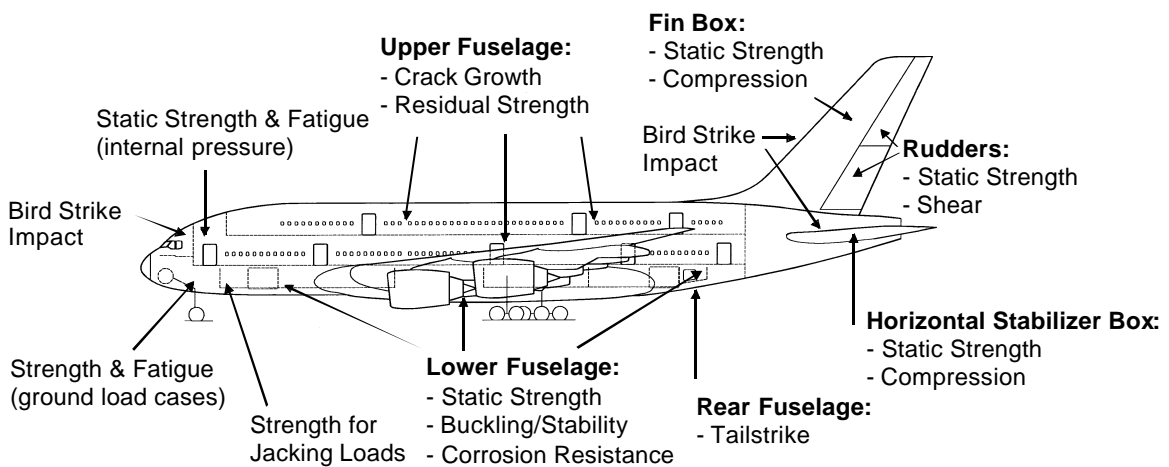 Fin Box:
- Static Strength
- Compression
Upper Fuselage:
- Crack Growth
- Residual Strength
Static Strength & Fatigue
(internal pressure)
Bird Strike
Impact
Rudders:
- Static Strength
- Shear
Bird Strike
Impact
Horizontal Stabilizer Box:
- Static Strength
- Compression
Strength & Fatigue
(ground load cases)
Lower Fuselage:
- Static Strength
- Buckling/Stability
- Corrosion Resistance
Rear Fuselage:
- Tailstrike
Strength for
Jacking Loads